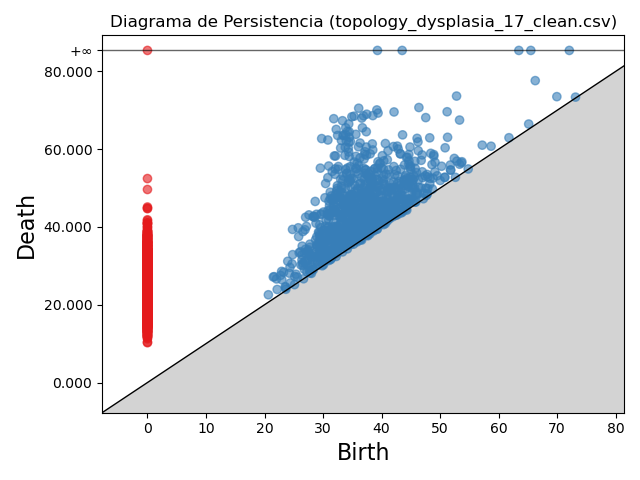 Diagrama de Persistencia (topology_dysplasia_17_clean.csv)
+∞
80.000
60.000
40.000
20.000
0.000
Death
0 10 20 30 40 50 60 70 80
Birth